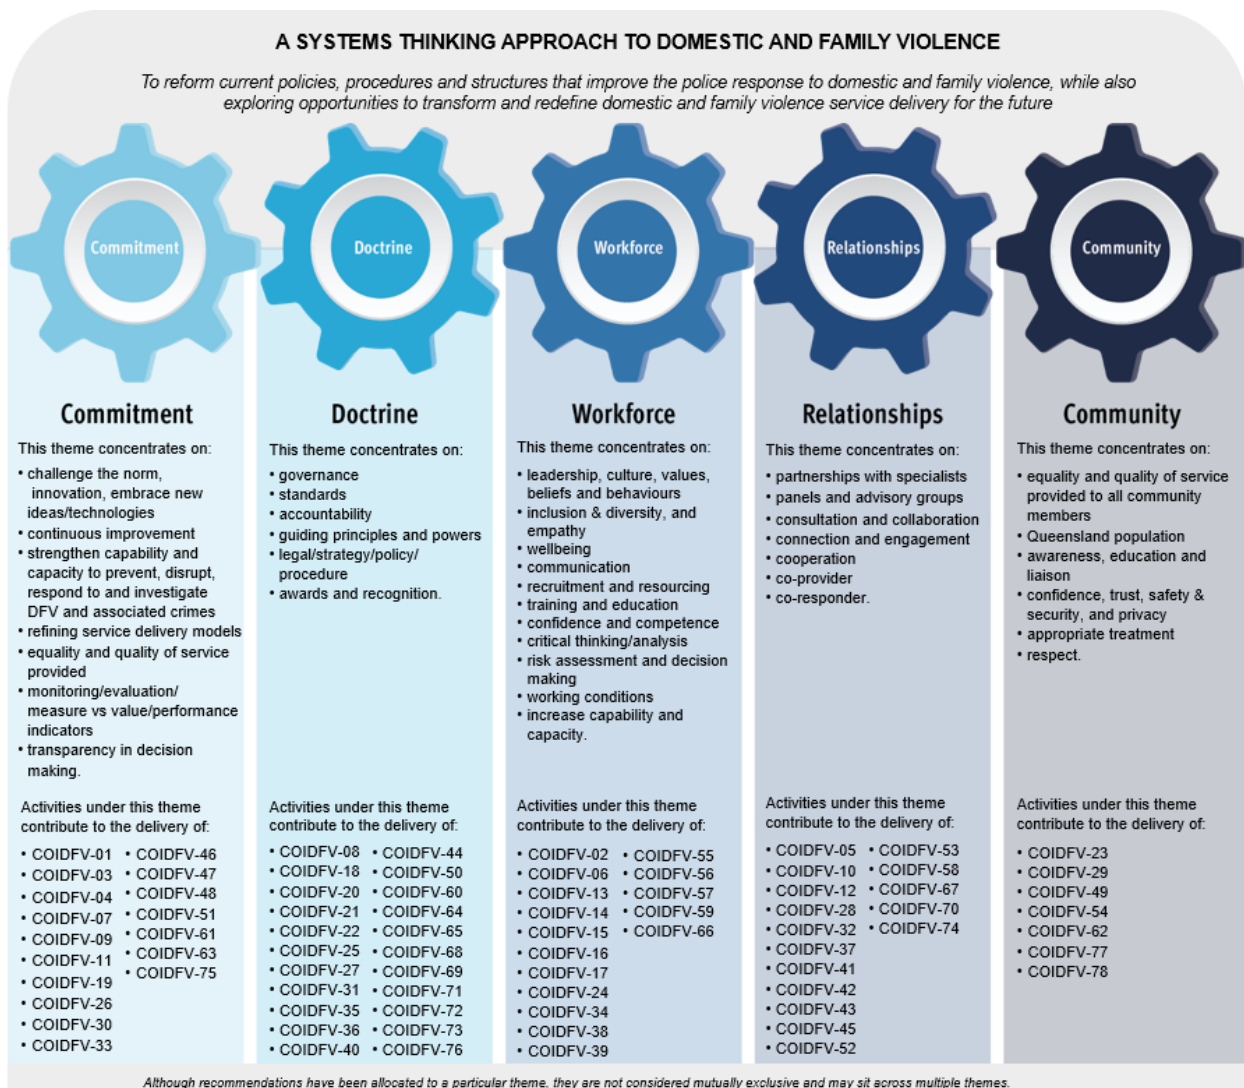 A SYSTEMS THINKING APPROACH TO DOMESTIC AND FAMILY VIOLENCE
To reform current policies, procedures and structures that improve the police response to domestic and family violence, while also
exploring opportunities to transform and redefine domestic and family violence service delivery for the future
Commitment
Doctrine
Workforce
Relationships
Community
Commitment
This theme concentrates on:
• challenge the norm,
innovation, embrace new
ideas/technologies
• continuous improvement
• strengthen capability and
capacity to prevent, disrupt,
respond to and investigate
DFV and associated crimes
• refining service delivery models
• equality and quality of service
provided
• monitoring/evaluation/
measure vs value/performance
indicators
• transparency in decision
making.
Activities under this theme
contribute to the delivery of:
• COIDFV-01
• COIDFV-03
• COIDFV-04
• COIDFV-07
• COIDFV-09
• COIDFV-11
• COIDFV-19
• COIDFV-26
• COIDFV-30
• COIDFV-33
• COIDFV-46
• COIDFV-47
• COIDFV-48
• COIDFV-51
• COIDFV-61
• COIDFV-63
• COIDFV-75
Doctrine
This theme concentrates on:
• governance
• standards
• accountability
• guiding principles and powers
• legal/strategy/policy/
procedure
• awards and recognition.
Activities under this theme
contribute to the delivery of:
• COIDFV-08
• COIDFV-18
• COIDFV-20
• COIDFV-21
• COIDFV-22
• COIDFV-25
• COIDFV-27
• COIDFV-31
• COIDFV-35
• COIDFV-36
• COIDFV-40
• COIDFV-44
• COIDFV-50
• COIDFV-60
• COIDFV-64
• COIDFV-65
• COIDFV-68
• COIDFV-69
• COIDFV-71
• COIDFV-72
• COIDFV-73
• COIDFV-76
Workforce
This theme concentrates on:
• leadership, culture, values,
beliefs and behaviours
• inclusion & diversity, and
empathy
• wellbeing
• communication
• recruitment and resourcing
• training and education
• confidence and competence
• critical thinking/analysis
• risk assessment and decision
making
• working conditions
• increase capability and
capacity.
Activities under this theme
contribute to the delivery of:
• COIDFV-02
• COIDFV-06
• COIDFV-13
• COIDFV-14
• COIDFV-15
• COIDFV-16
• COIDFV-17
• COIDFV-24
• COIDFV-34
• COIDFV-38
• COIDFV-39
• COIDFV-55
• COIDFV-56
• COIDFV-57
• COIDFV-59
• COIDFV-66
Relationships
This theme concentrates on:
• partnerships with specialists
• panels and advisory groups
• consultation and collaboration
• connection and engagement
• cooperation
• co-provider
• co-responder.
Activities under this theme
contribute to the delivery of:
• COIDFV-05
• COIDFV-10
• COIDFV-12
• COIDFV-28
• COIDFV-32
• COIDFV-37
• COIDFV-41
• COIDFV-42
• COIDFV-43
• COIDFV-45
• COIDFV-52
• COIDFV-53
• COIDFV-58
• COIDFV-67
• COIDFV-70
• COIDFV-74
Community
This theme concentrates on:
• equality and quality of service
provided to all community
members
• Queensland population
• awareness, education and
liaison
• confidence, trust, safety &
security, and privacy
• appropriate treatment
• respect.
Activities under this theme
contribute to the delivery of:
• COIDFV-23
• COIDFV-29
• COIDFV-49
• COIDFV-54
• COIDFV-62
• COIDFV-77
• COIDFV-78
Although recommendations have been allocated to a particular theme, they are not considered mutually exclusive and may sit across multiple themes.